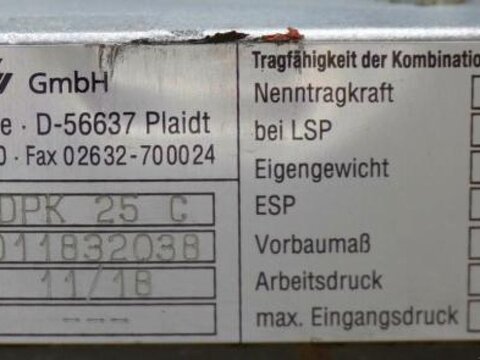 GmbH
e · D-56637 Plaidt
0 · Fax 02632-700024
DPK 25 C
011832038
11/18
---
Tragfähigkeit der Kombinatio
Nenntragkraft
bei LSP
Eigengewicht
ESP
Vorbaumaß
Arbeitsdruck
max. Eingangsdruck